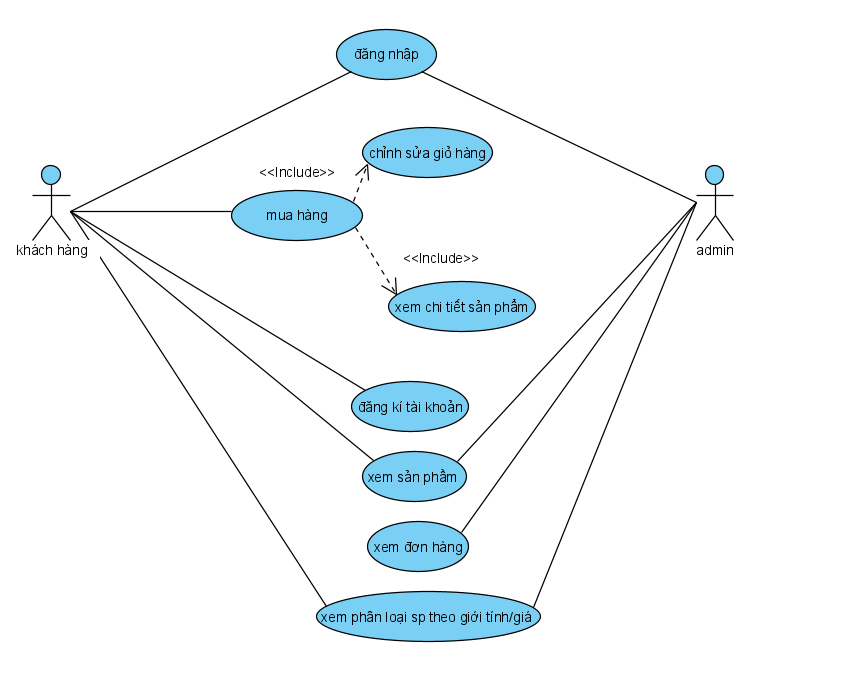 đăng nhập
chỉnh sửa giỏ hàng
<<Include>>
mua hàng
khách hàng
admin
<<Include>>
xem chi tiết sản phẩm
đăng kí tài khoản
xem sản phẩm
xem đơn hàng
xem phân loại sp theo giới tính/giá